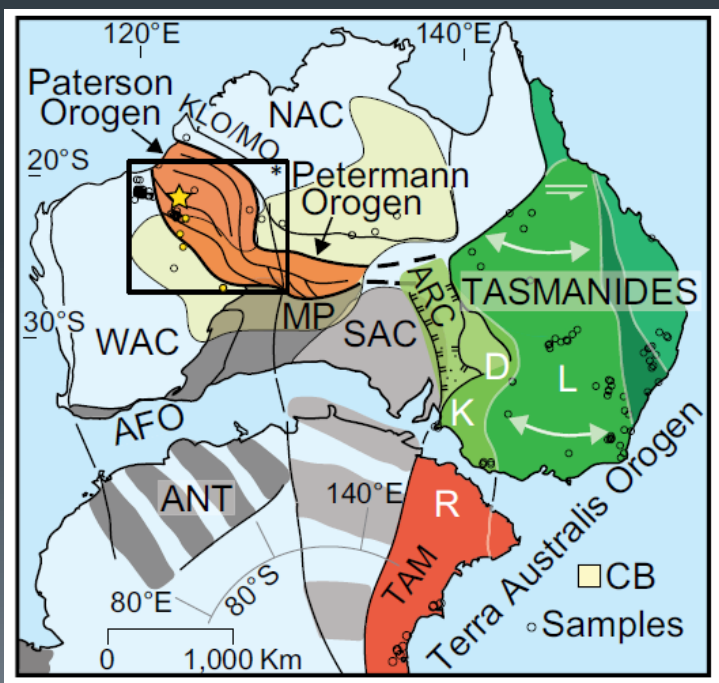 120°E
140°E
Paterson
Orogen
KLO/MO
NAC
20°S
*
Petermann
Orogen
ARC
TASMANIDES
30°S
WAC
MP
SAC
D
L
K
AFO
ANT
140°E
R
TAM
80°E
80°S
Terra Australis Orogen
CB
Samples
0
1,000 Km